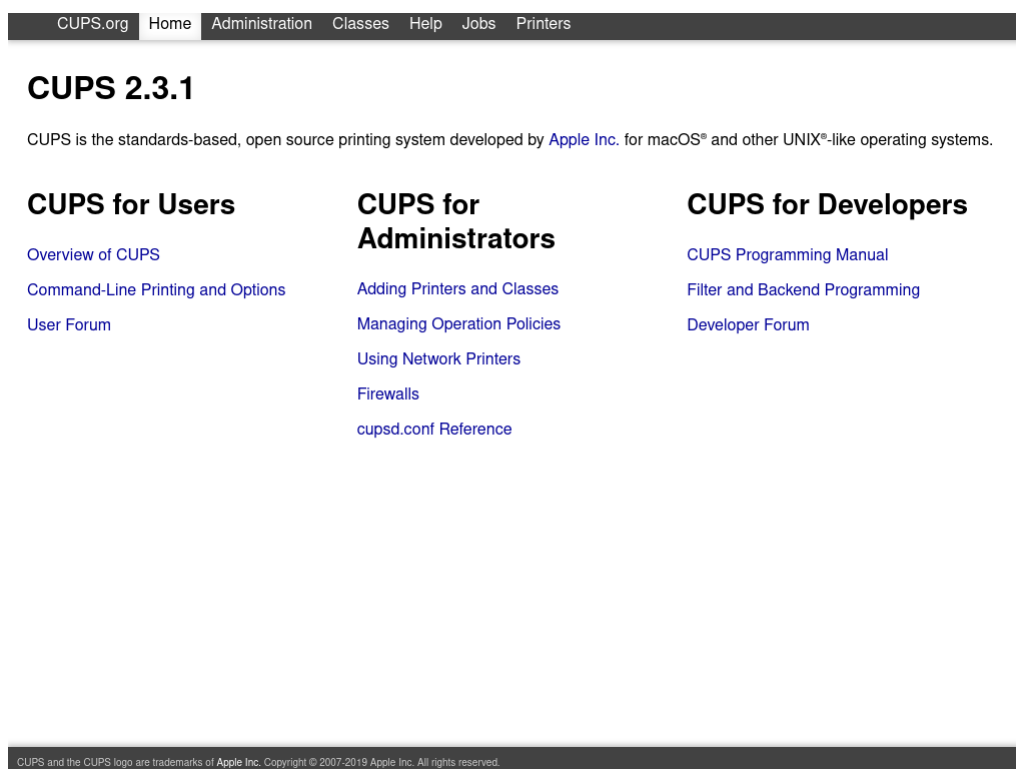 CUPS.org Home Administration Classes Help Jobs Printers
CUPS 2.3.1
CUPS is the standards-based, open source printing system developed by Apple Inc. for macOS® and other UNIX®-like operating systems.
CUPS for Users
Overview of CUPS
Command-Line Printing and Options
User Forum
CUPS for
Administrators
Adding Printers and Classes
Managing Operation Policies
Using Network Printers
Firewalls
cupsd.conf Reference
CUPS for Developers
CUPS Programming Manual
Filter and Backend Programming
Developer Forum
CUPS and the CUPS logo are trademarks of Apple Inc. Copyright © 2007-2019 Apple Inc. All rights reserved.